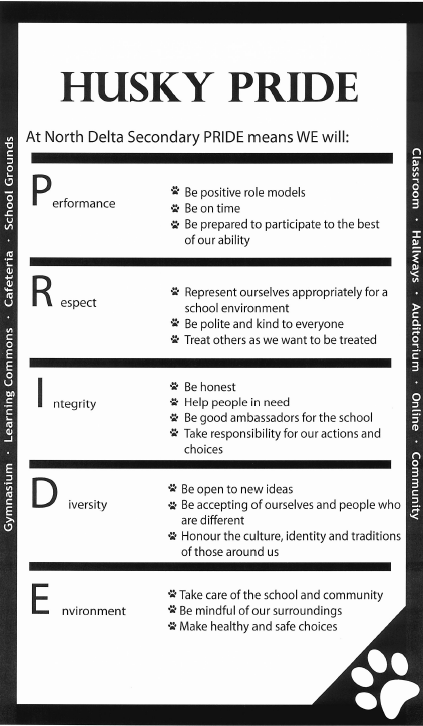 HUSKY PRIDE
At North Delta Secondary PRIDE means WE will:
Performance
Be positive role models
Be on time
Be prepared to participate to the best
of our ability
Respect
Represent ourselves appropriately for a
school environment
Be polite and kind to everyone
Treat others as we want to be treated
Integrity
Be honest
Help people in need
Be good ambassadors for the school
Take responsibility for our actions and
choices
Diversity
Be open to new ideas
Be accepting of ourselves and people who
are different
Honour the culture, identity and traditions
of those around us
Environment
Take care of the school and community
Be mindful of our surroundings
Make healthy and safe choices
Gymnasium · Learning Commons · Cafeteria · School Grounds
Classroom · Hallways · Auditorium · Online · Community